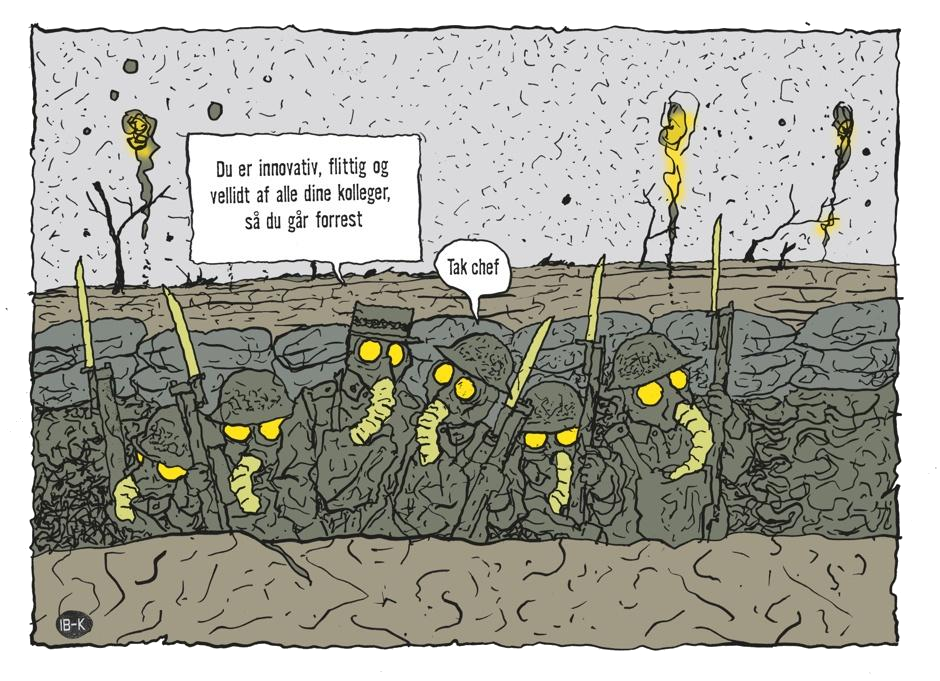 Du er innovativ, flittig og
vellidt af alle dine kolleger,
så du går forrest
Tak chef
IB-K